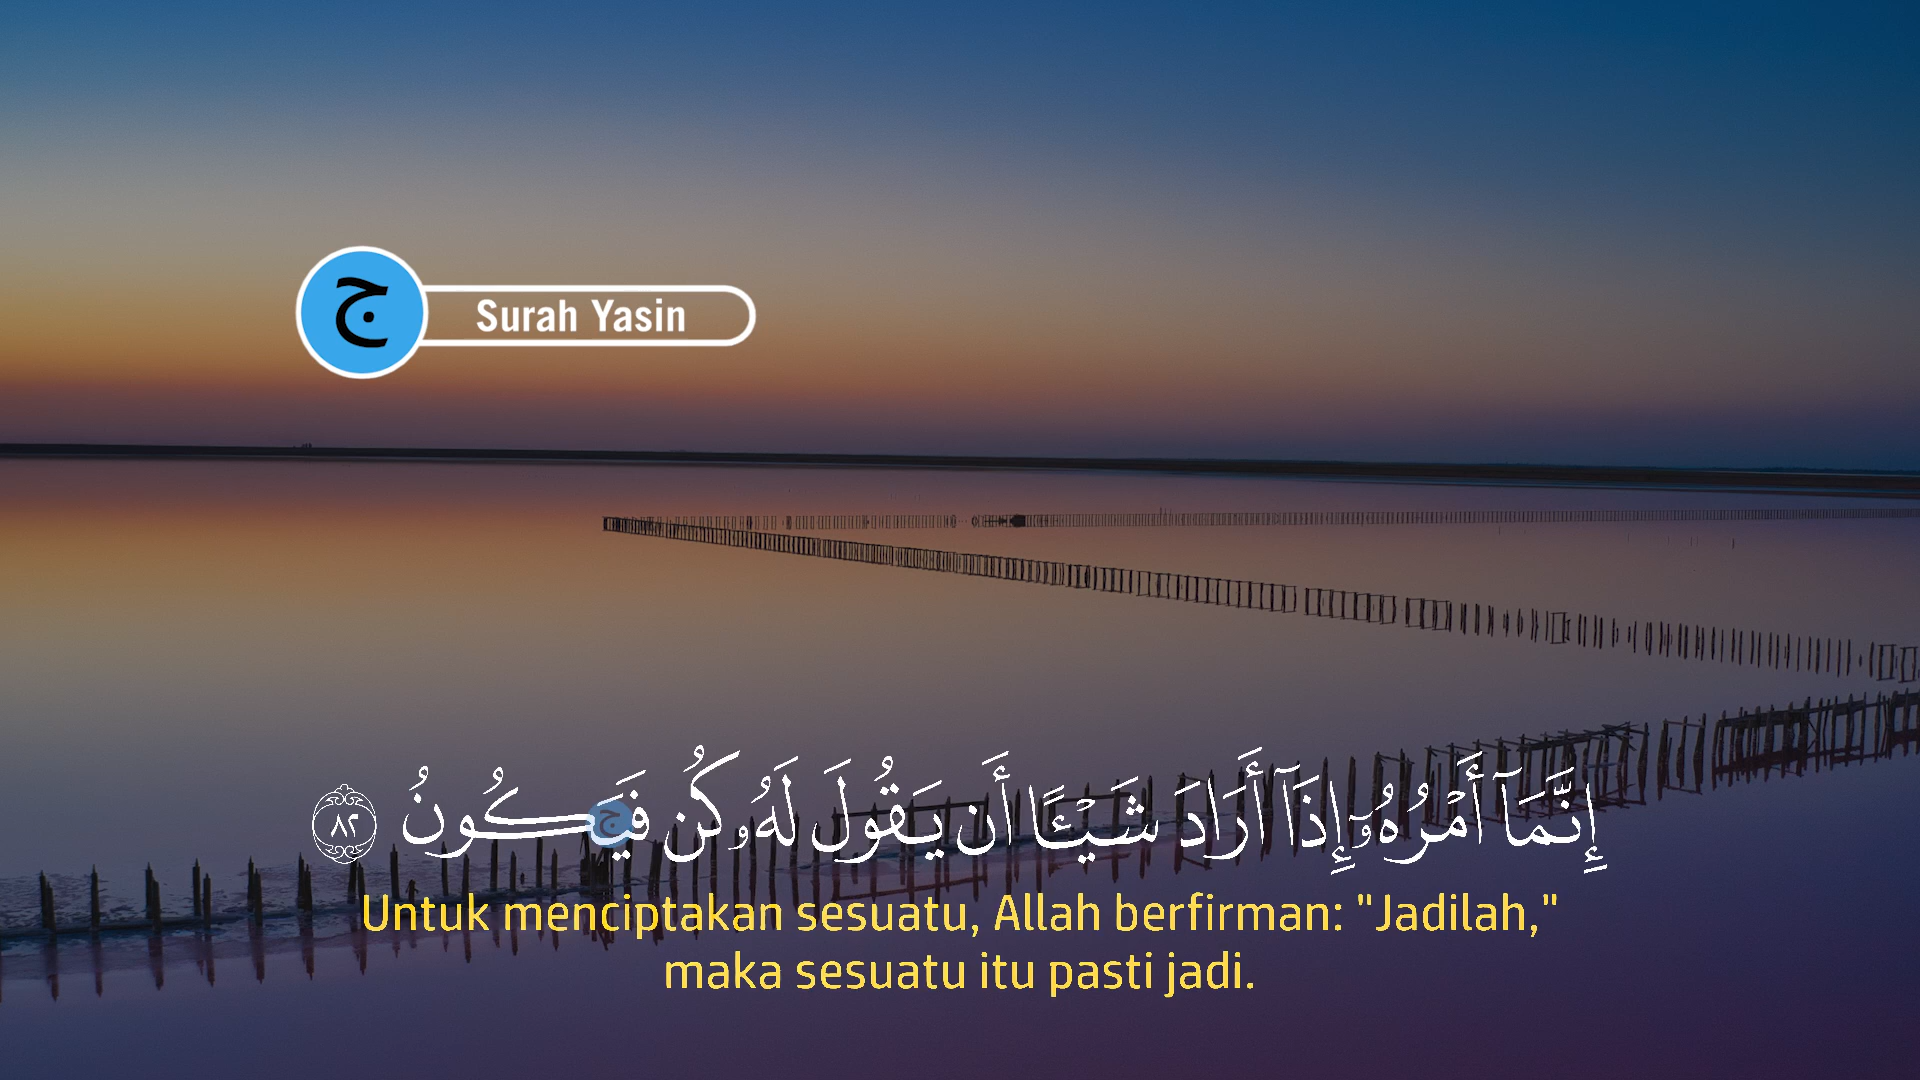 ج
Surah Yasin
إِنَّمَآ أَمْرُهُۥٓ إِذَآ أَرَادَ شَيْـًٔا أَن يَقُولَ لَهُۥ كُن فَيَكُونُ ٨٢
ج
Untuk menciptakan sesuatu, Allah berfirman: "Jadilah,"
maka sesuatu itu pasti jadi.